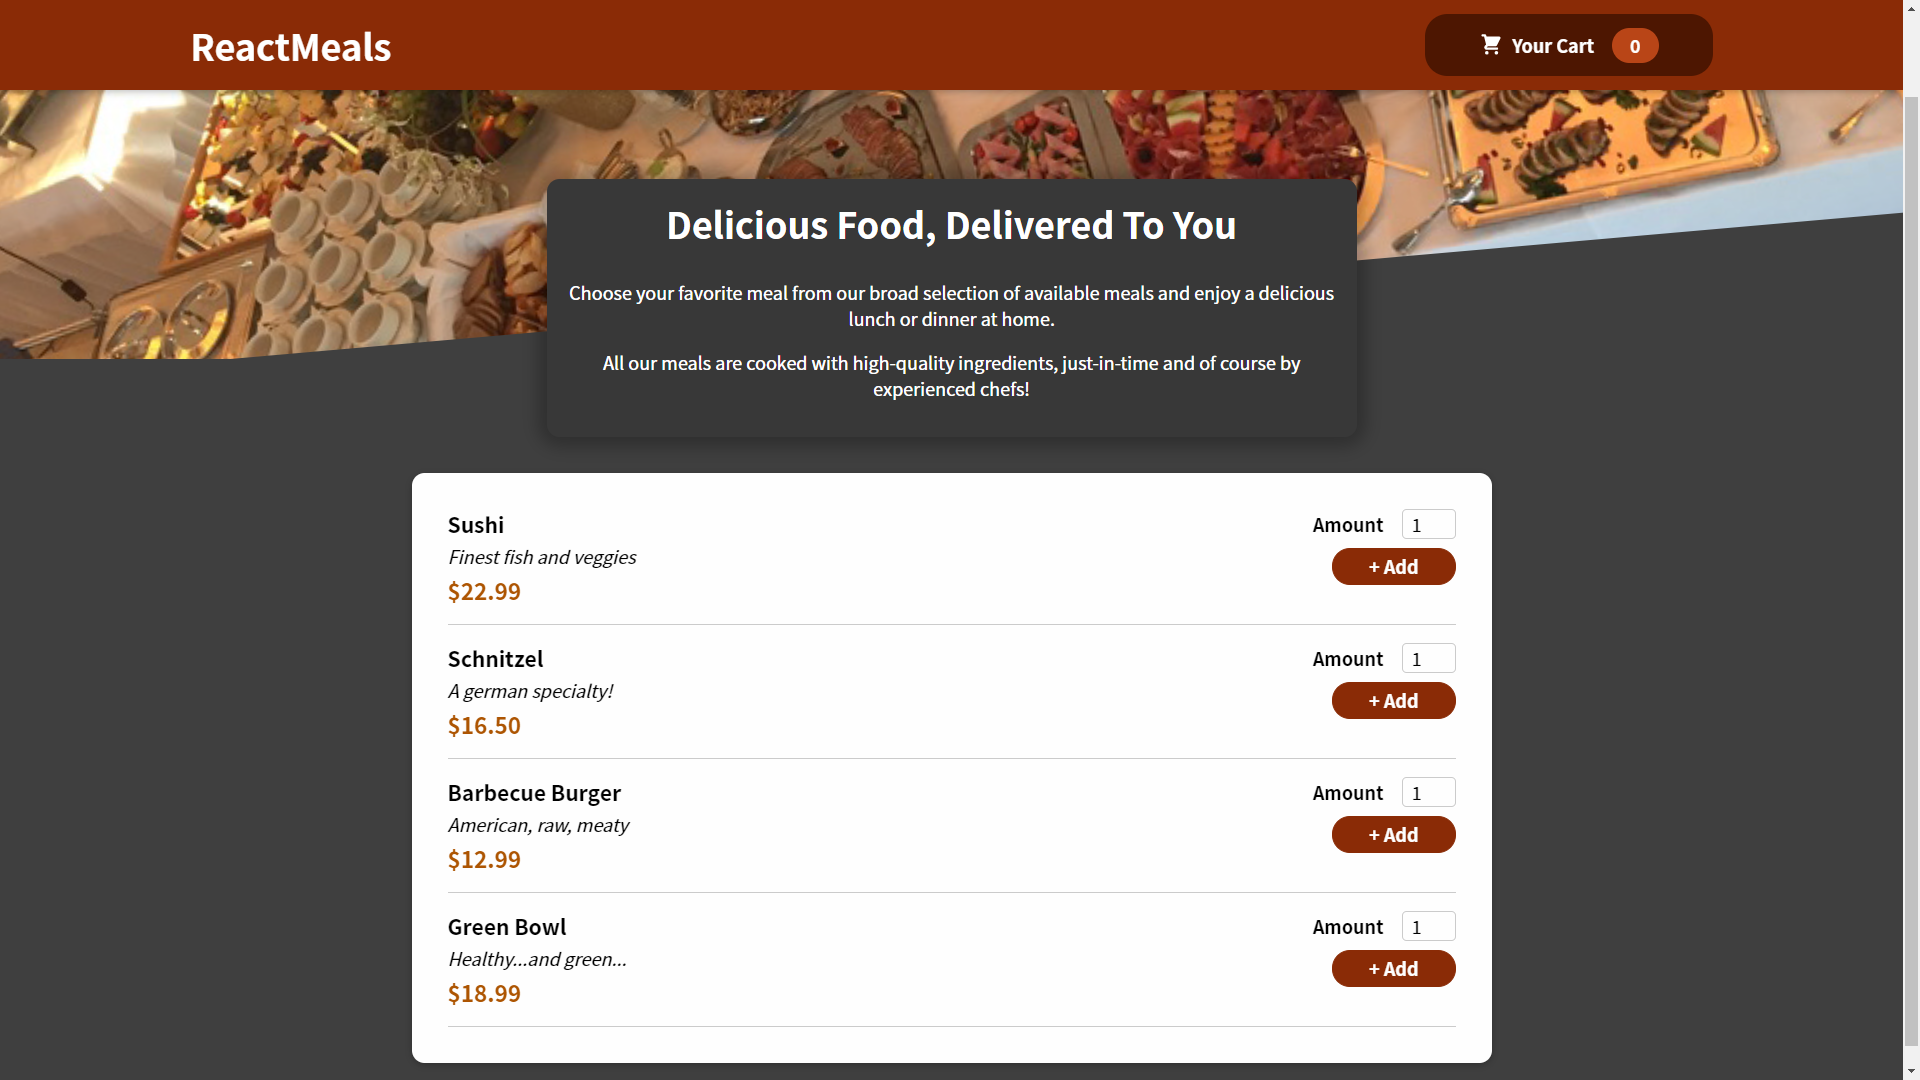 ReactMeals
Your Cart 0
Delicious Food, Delivered To You
Choose your favorite meal from our broad selection of available meals and enjoy a delicious
lunch or dinner at home.
All our meals are cooked with high-quality ingredients, just-in-time and of course by
experienced chefs!
Sushi
Finest fish and veggies
$22.99
Amount 1
+ Add
Schnitzel
A german specialty!
$16.50
Amount 1
+ Add
Barbecue Burger
American, raw, meaty
$12.99
Amount 1
+ Add
Green Bowl
Healthy...and green...
$18.99
Amount 1
+ Add